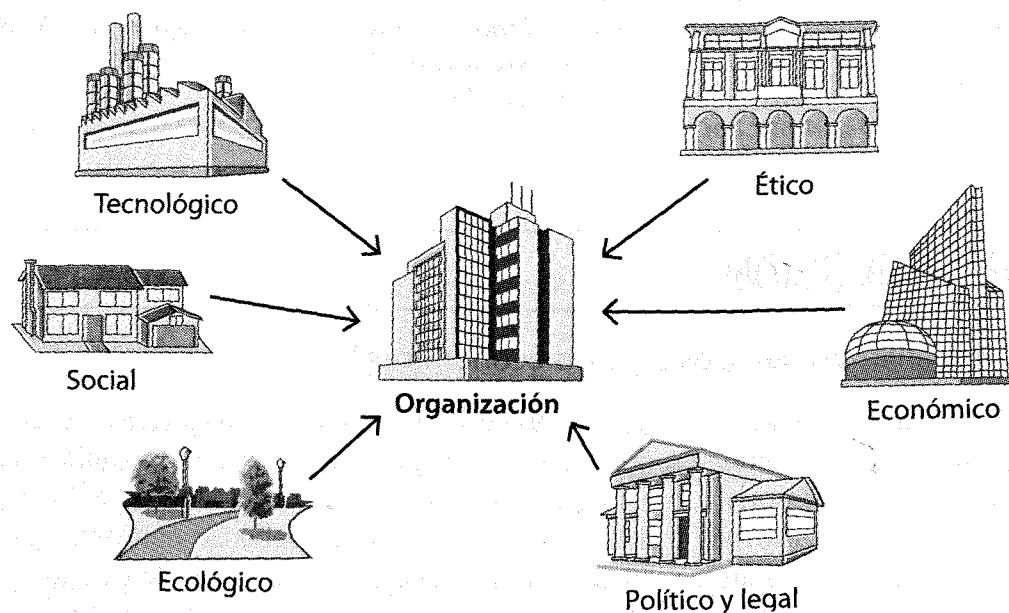 Tecnológico
Ético
Social
Organización
Económico
Ecológico
Político y legal